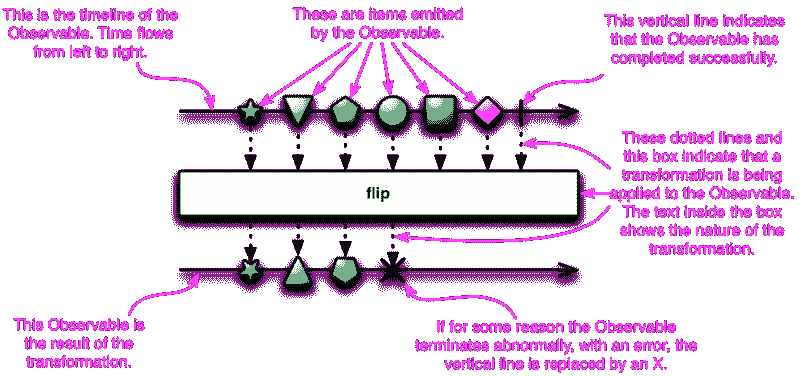 This is the timeline of the
Observable. Time flows
from left to right.
These are items emitted
by the Observable.
This vertical line indicates
that the Observable has
completed successfully.
These dotted lines and
this box indicate that a
transformation is being
applied to the Observable.
The text inside the box
shows the nature of the
transformation.
flip
This Observable is
the result of the
transformation.
If for some reason the Observable
terminates abnormally, with an error, the
vertical line is replaced by an X.